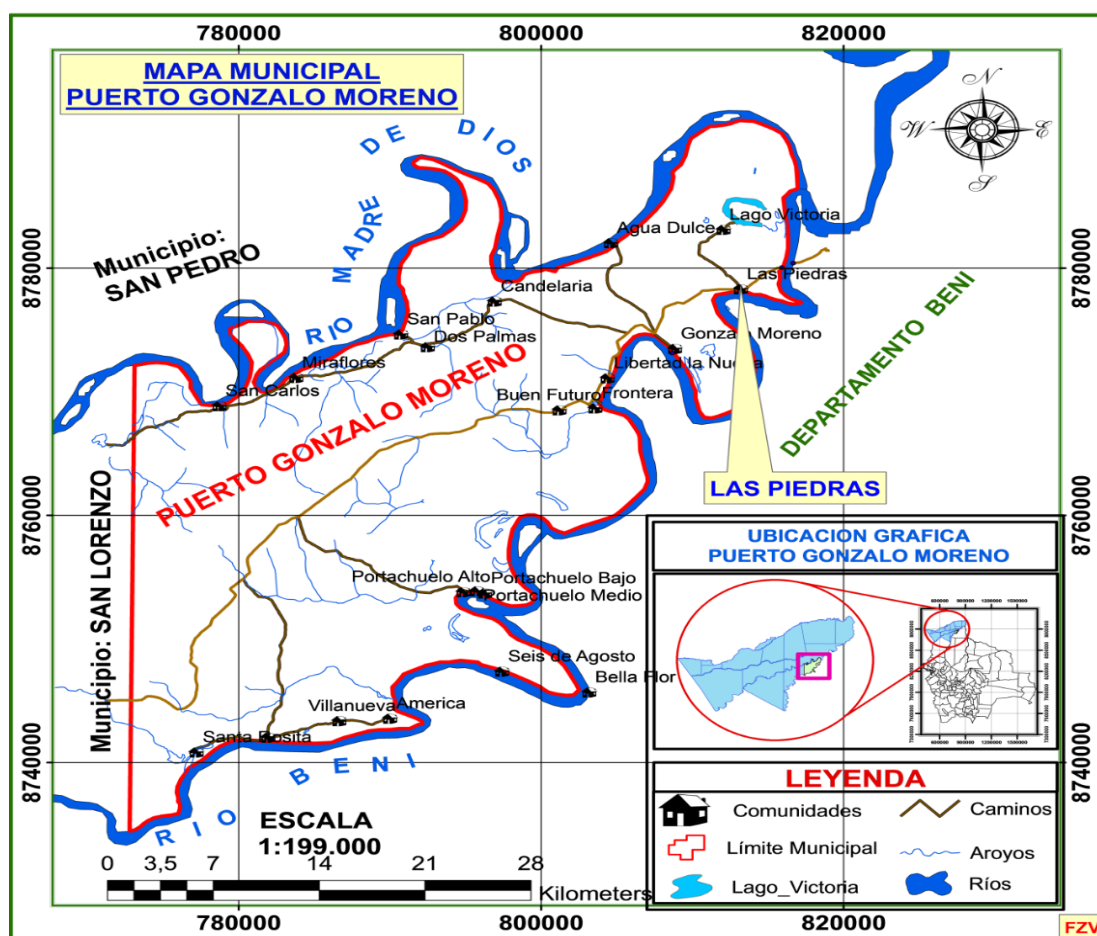 780000 800000 820000
MAPA MUNICIPAL
PUERTO GONZALO MORENO
N
W E
S
RIO MADRE DE DIOS
Municipio:
SAN PEDRO
8780000 8780000
Lago Victoria
Agua Dulce
Las Piedras
Candelaria
San Pablo
Dos Palmas
Gonzalo Moreno
Miraflores
Libertad la Nueva
San Carlos
Buen Futuro
Frontera
PUERTO GONZALO MORENO
DEPARTAMENTO BENI
LAS PIEDRAS
8760000 8760000
Municipio: SAN LORENZO
Portachuelo Alto
Portachuelo Bajo
Portachuelo Medio
Seis de Agosto
Bella Flor
Villanueva
America
Santa Rosita
8740000 8740000
RIO BENI
ESCALA
1:199.000
0 3,5 7 14 21 28
Kilometers
UBICACION GRAFICA
PUERTO GONZALO MORENO
LEYENDA
Comunidades
Caminos
Límite Municipal
Aroyos
Lago_Victoria
Ríos
780000 800000 820000
FZV